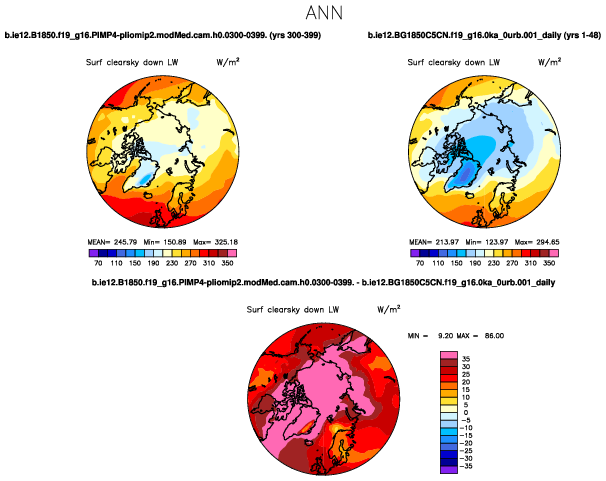 ANN
b.ie12.B1850.f19_g16.PIMP4-pliomip2.modMed.cam.h0.0300-0399. (yrs 300-399)
b.ie12.BG1850C5CN.f19_g16.0ka_0urb.001_daily (yrs 1-48)
Surf clearsky down LW W/m2
Surf clearsky down LW W/m2
MEAN= 245.79 Min= 150.89 Max= 325.18
MEAN= 213.97 Min= 123.97 Max= 294.65
70 110 150 190 230 270 310 350
70 110 150 190 230 270 310 350
b.ie12.B1850.f19_g16.PIMP4-pliomip2.modMed.cam.h0.0300-0399. - b.ie12.BG1850C5CN.f19_g16.0ka_0urb.001_daily
Surf clearsky down LW W/m2
MIN = 9.20 MAX = 86.00
35
30
25
20
15
10
5
0
-5
-10
-15
-20
-25
-30
-35